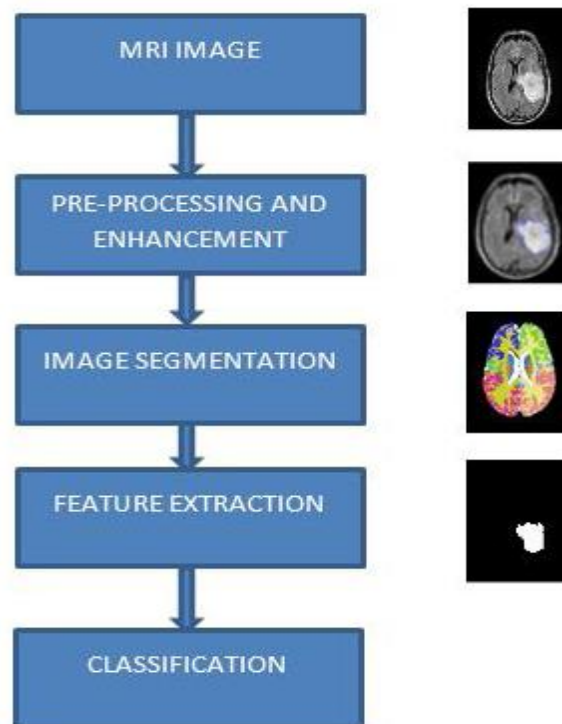 MRI IMAGE
PRE-PROCESSING AND
ENHANCEMENT
IMAGE SEGMENTATION
FEATURE EXTRACTION
CLASSIFICATION